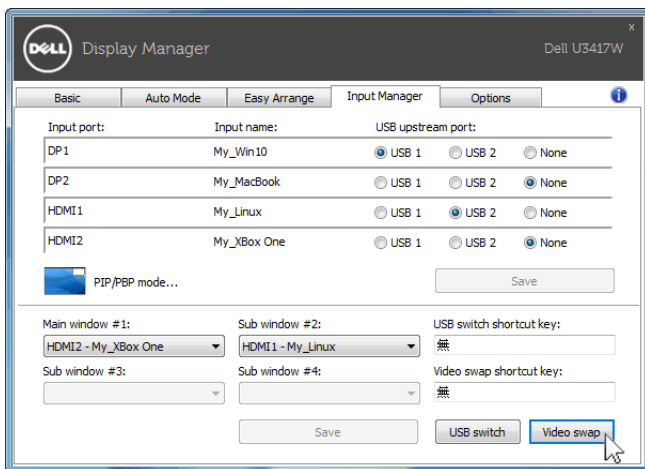 x
DELL Display Manager Dell U3417W
Basic Auto Mode Easy Arrange Input Manager Options i
Input port: Input name: USB upstream port:
DP1 My_Win10 USB 1 USB 2 None
DP2 My_MacBook USB 1 USB 2 None
HDMI1 My_Linux USB 1 USB 2 None
HDMI2 My_XBox One USB 1 USB 2 None
PIP/PBP mode... Save
Main window #1: Sub window #2: USB switch shortcut key:
HDMI2 - My_XBox One HDMI1 - My_Linux 無
Sub window #3: Sub window #4: Video swap shortcut key:
無
Save USB switch Video swap